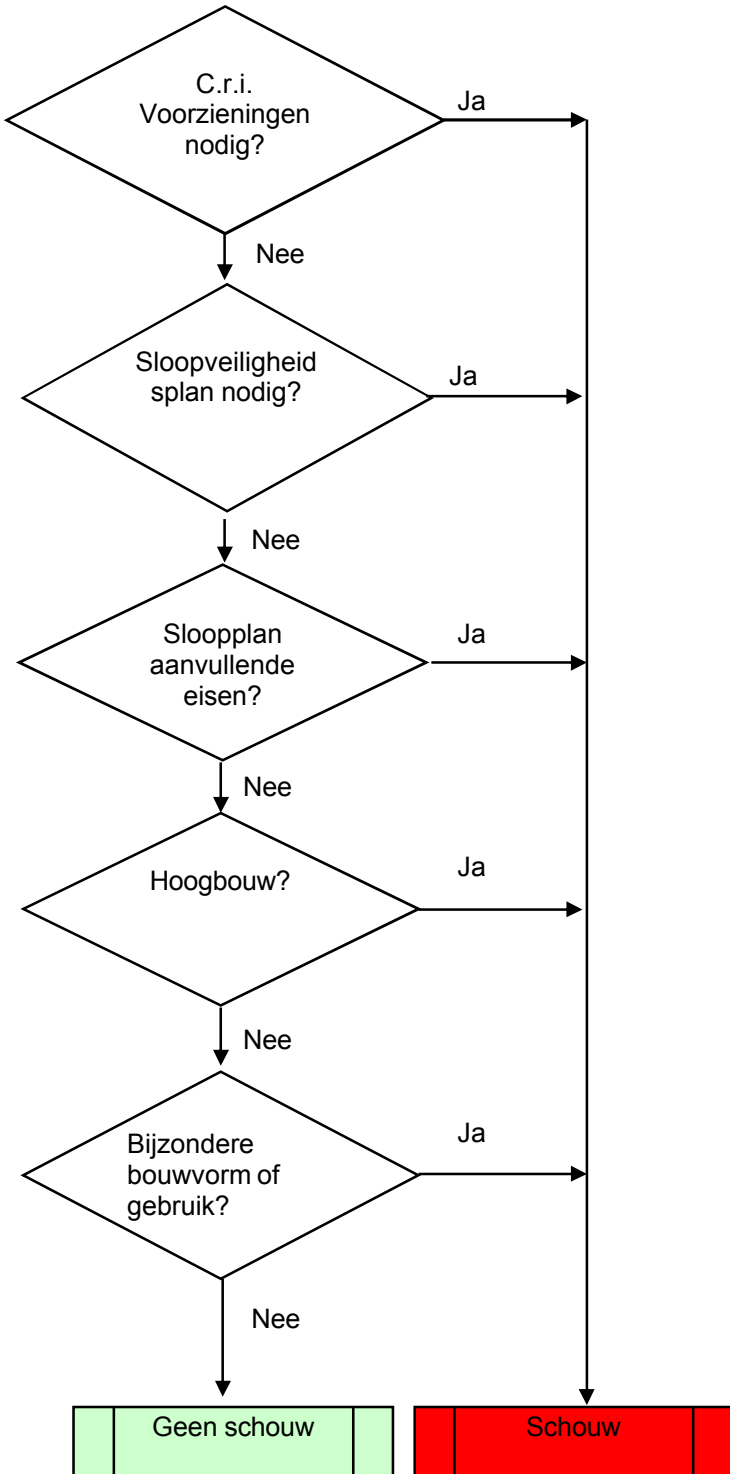 C.r.i.
Voorzieningen
nodig?
Ja
Nee
Sloopveiligheid
splan nodig?
Ja
Nee
Sloopplan
aanvullende
eisen?
Ja
Nee
Hoogbouw?
Ja
Nee
Bijzondere
bouwvorm of
gebruik?
Ja
Nee
Geen schouw
Schouw